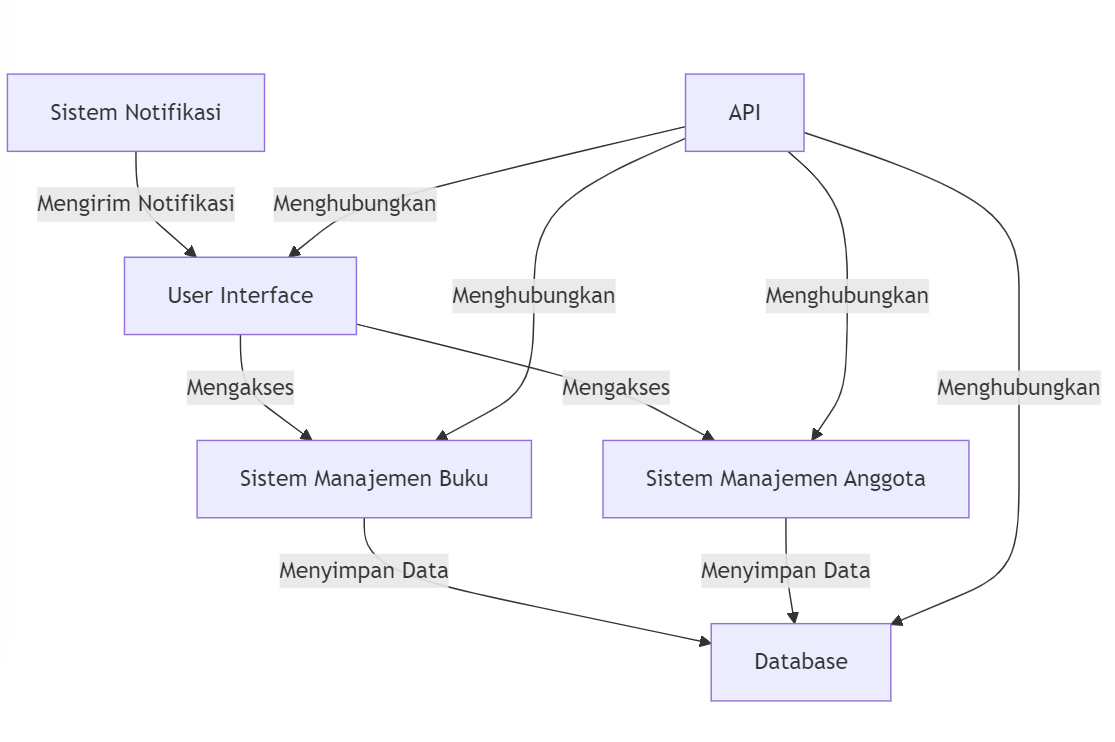 Sistem Notifikasi
API
Mengirim Notifikasi
Menghubungkan
User Interface
Menghubungkan
Menghubungkan
Mengakses
Mengakses
Menghubungkan
Sistem Manajemen Buku
Sistem Manajemen Anggota
Menyimpan Data
Menyimpan Data
Database